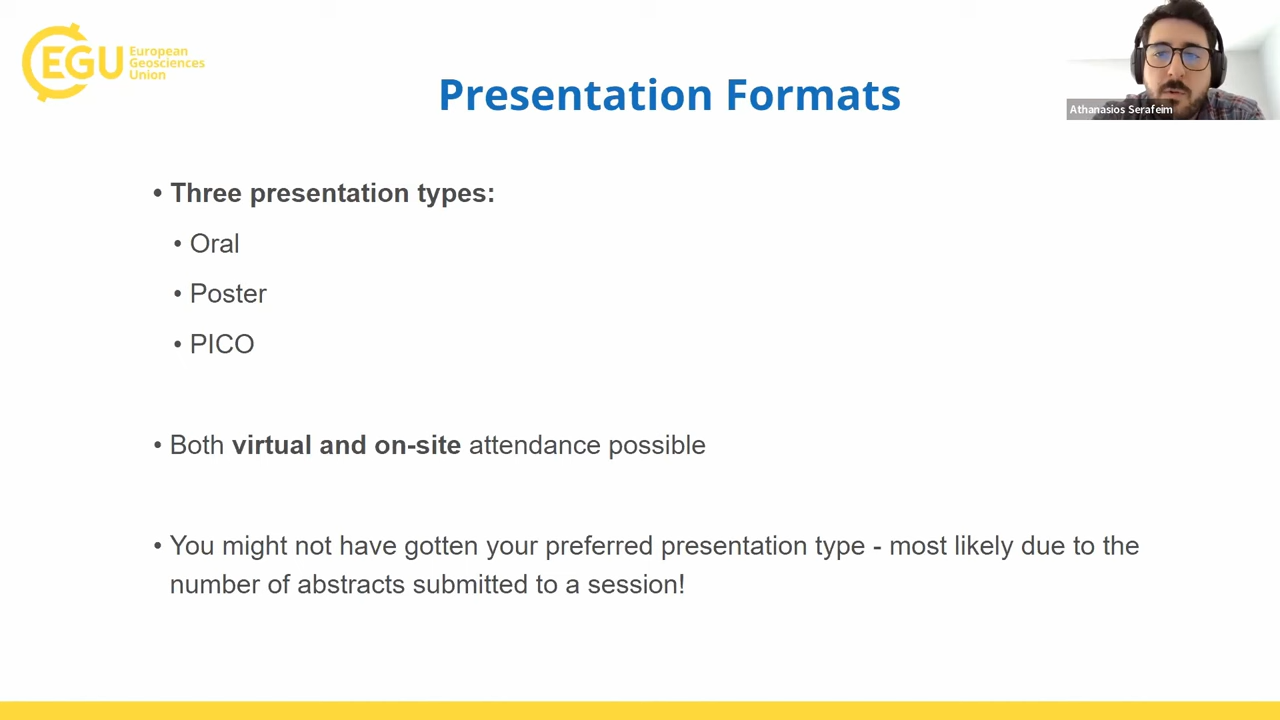 EGU
European
Geosciences
Union
Presentation Formats
Athanasios Serafeim
• Three presentation types:
• Oral
• Poster
• PICO
• Both virtual and on-site attendance possible
• You might not have gotten your preferred presentation type - most likely due to the
number of abstracts submitted to a session!